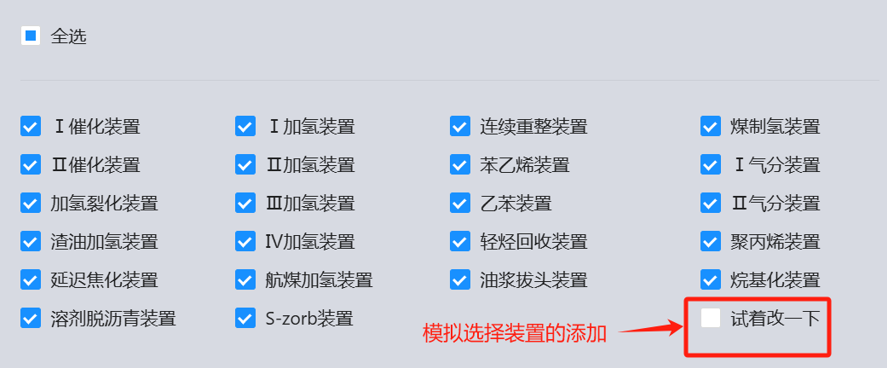 全选
Ⅰ催化装置 Ⅰ加氢装置 连续重整装置 煤制氢装置
Ⅱ催化装置 Ⅱ加氢装置 苯乙烯装置 Ⅰ气分装置
加氢裂化装置 Ⅲ加氢装置 乙苯装置 Ⅱ气分装置
渣油加氢装置 Ⅳ加氢装置 轻烃回收装置 聚丙烯装置
延迟焦化装置 航煤加氢装置 油浆拔头装置 烷基化装置
溶剂脱沥青装置 S-zorb装置 试着改一下
模拟选择装置的添加